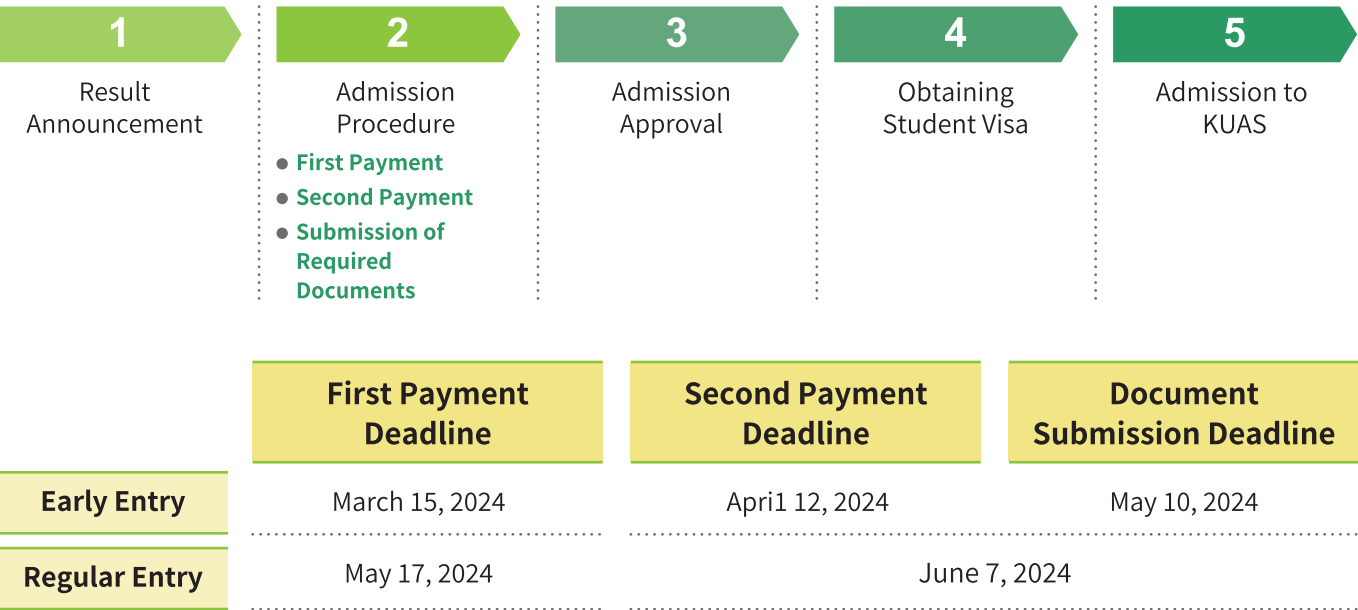 1
2
3
4
5
Result
Announcement
Admission
Procedure
● First Payment
● Second Payment
● Submission of
Required
Documents
Admission
Approval
Obtaining
Student Visa
Admission to
KUAS
First Payment
Deadline
Second Payment
Deadline
Document
Submission Deadline
Early Entry
March 15, 2024
Apri1 12, 2024
May 10, 2024
Regular Entry
May 17, 2024
June 7, 2024